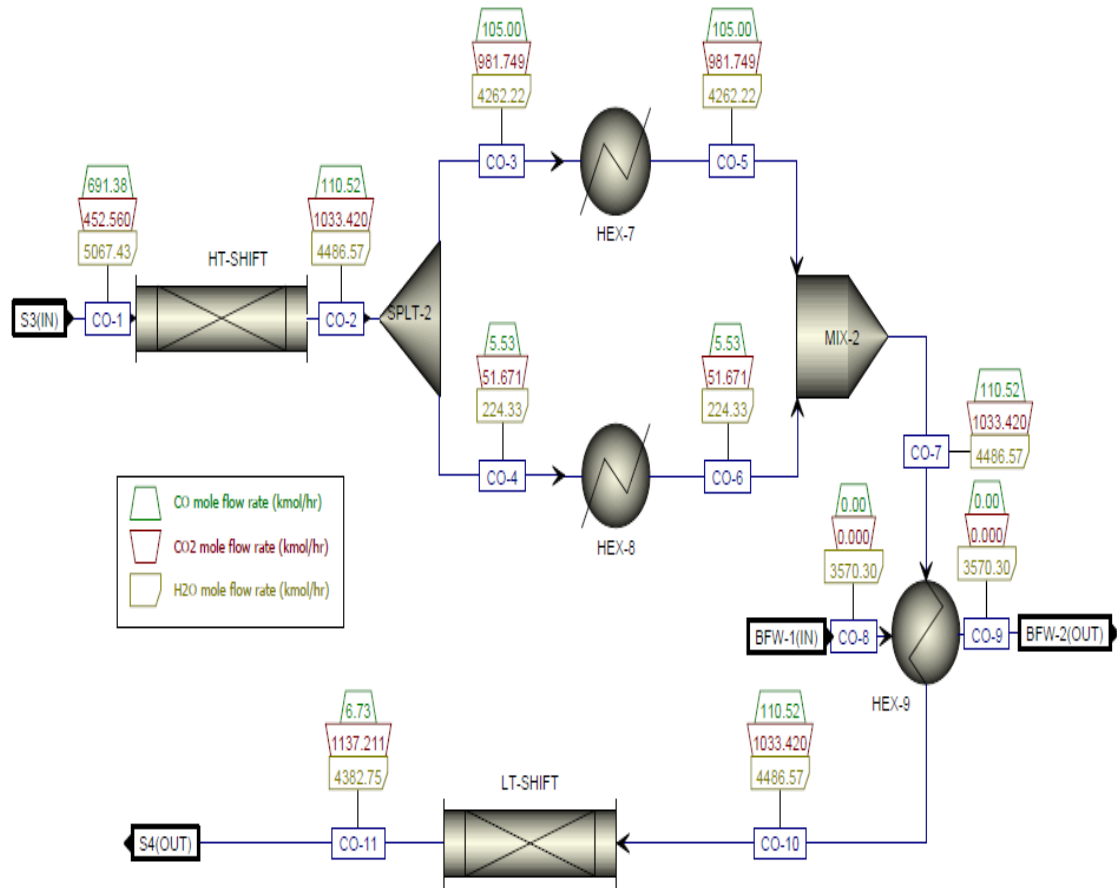 105.00
981.749
4262.22
CO-3
HEX-7
105.00
981.749
4262.22
CO-5
691.38
452.560
5067.43
S3(IN)
CO-1
HT-SHIFT
110.52
1033.420
4486.57
CO-2
SPLT-2
MIX-2
5.53
51.671
224.33
CO-4
HEX-8
5.53
51.671
224.33
CO-6
110.52
1033.420
4486.57
CO-7
CO mole flow rate (kmol/hr)
CO2 mole flow rate (kmol/hr)
H2O mole flow rate (kmol/hr)
0.00
0.000
3570.30
BFW-1(IN)
CO-8
HEX-9
0.00
0.000
3570.30
CO-9
BFW-2(OUT)
6.73
1137.211
4382.75
S4(OUT)
CO-11
LT-SHIFT
110.52
1033.420
4486.57
CO-10